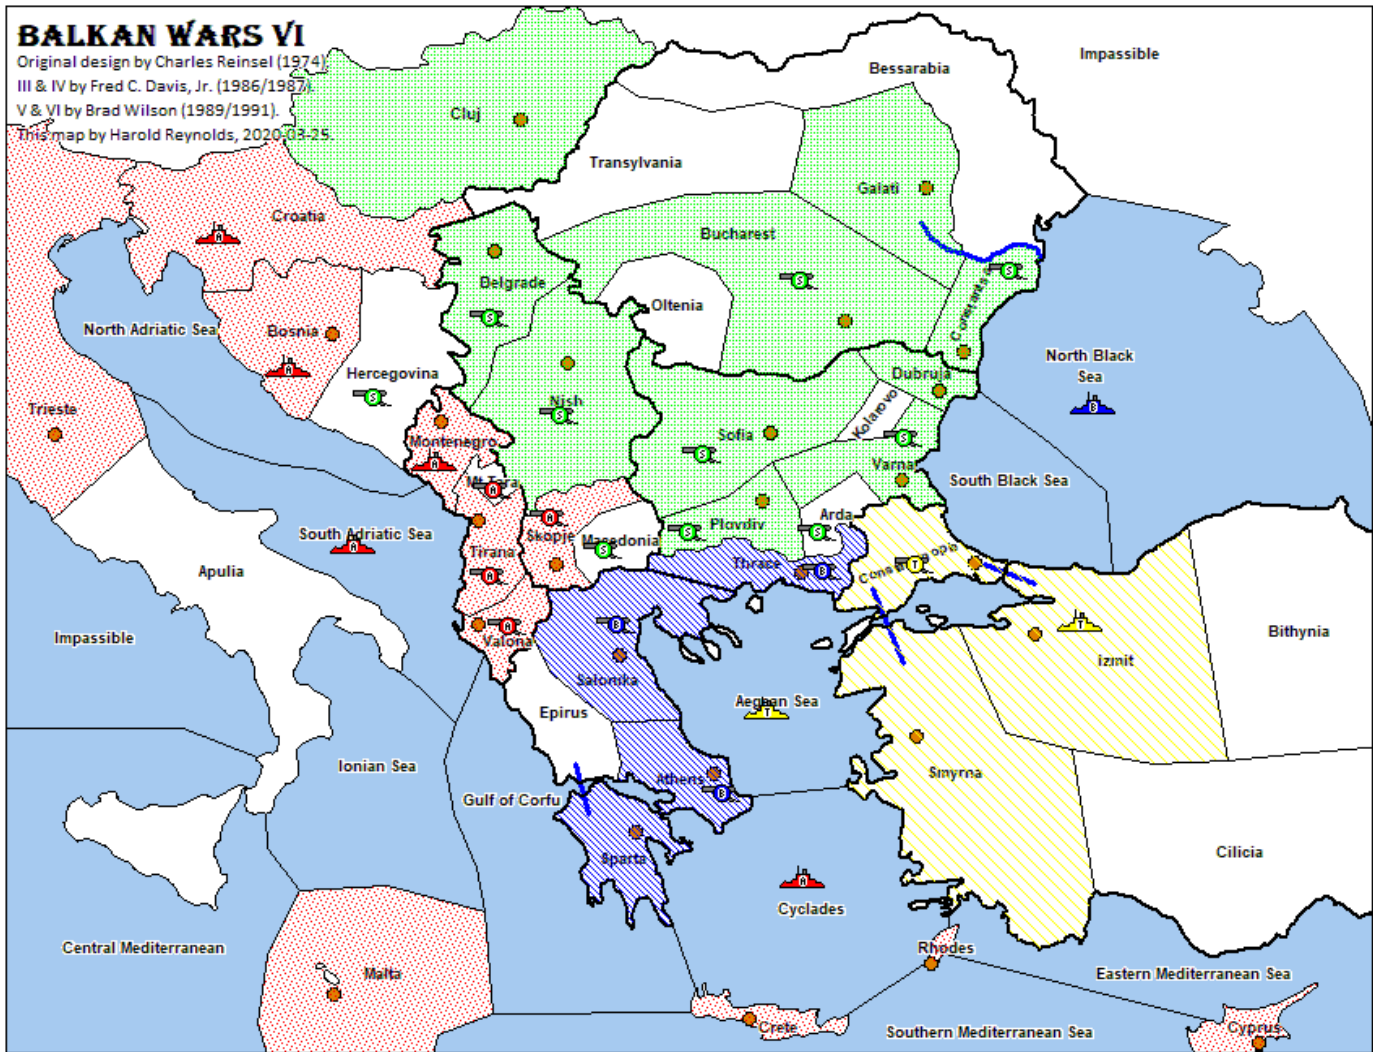 BALKAN WARS VI
Original design by Charles Reinsel (1974)
III & IV by Fred C. Davis, Jr. (1986/1987).
V & VI by Brad Wilson (1989/1991).
This map by Harold Reynolds, 2020-03-25.
Impassible
Bessarabia
Cluj
Transylvania
Galati
Croatia
Bucharest
Belgrade
Constanta
Oltenia
North Adriatic Sea
Bosnia
North Black
Sea
Hercegovina
Dubruja
Trieste
Nish
Kolarovo
Sofia
Montenegro
Varna
Mt Tara
South Black Sea
Arda
Plovdiv
South Adriatic Sea
Skopje
Macedonia
Tirana
Thrace
Apulia
Impassible
Valona
Bithynia
Izmit
Salonika
Aegean Sea
Epirus
Ionian Sea
Athens
Smyrna
Gulf of Corfu
Sparta
Cilicia
Cyclades
Central Mediterranean
Rhodes
Malta
Eastern Mediterranean Sea
Crete
Southern Mediterranean Sea
Cyprus
A
A
A
A
A
A
A
A
A
S
S
S
S
S
S
S
S
S
B
B
B
B
T
T
T